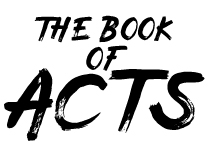 THE BOOK
OF
ACTS